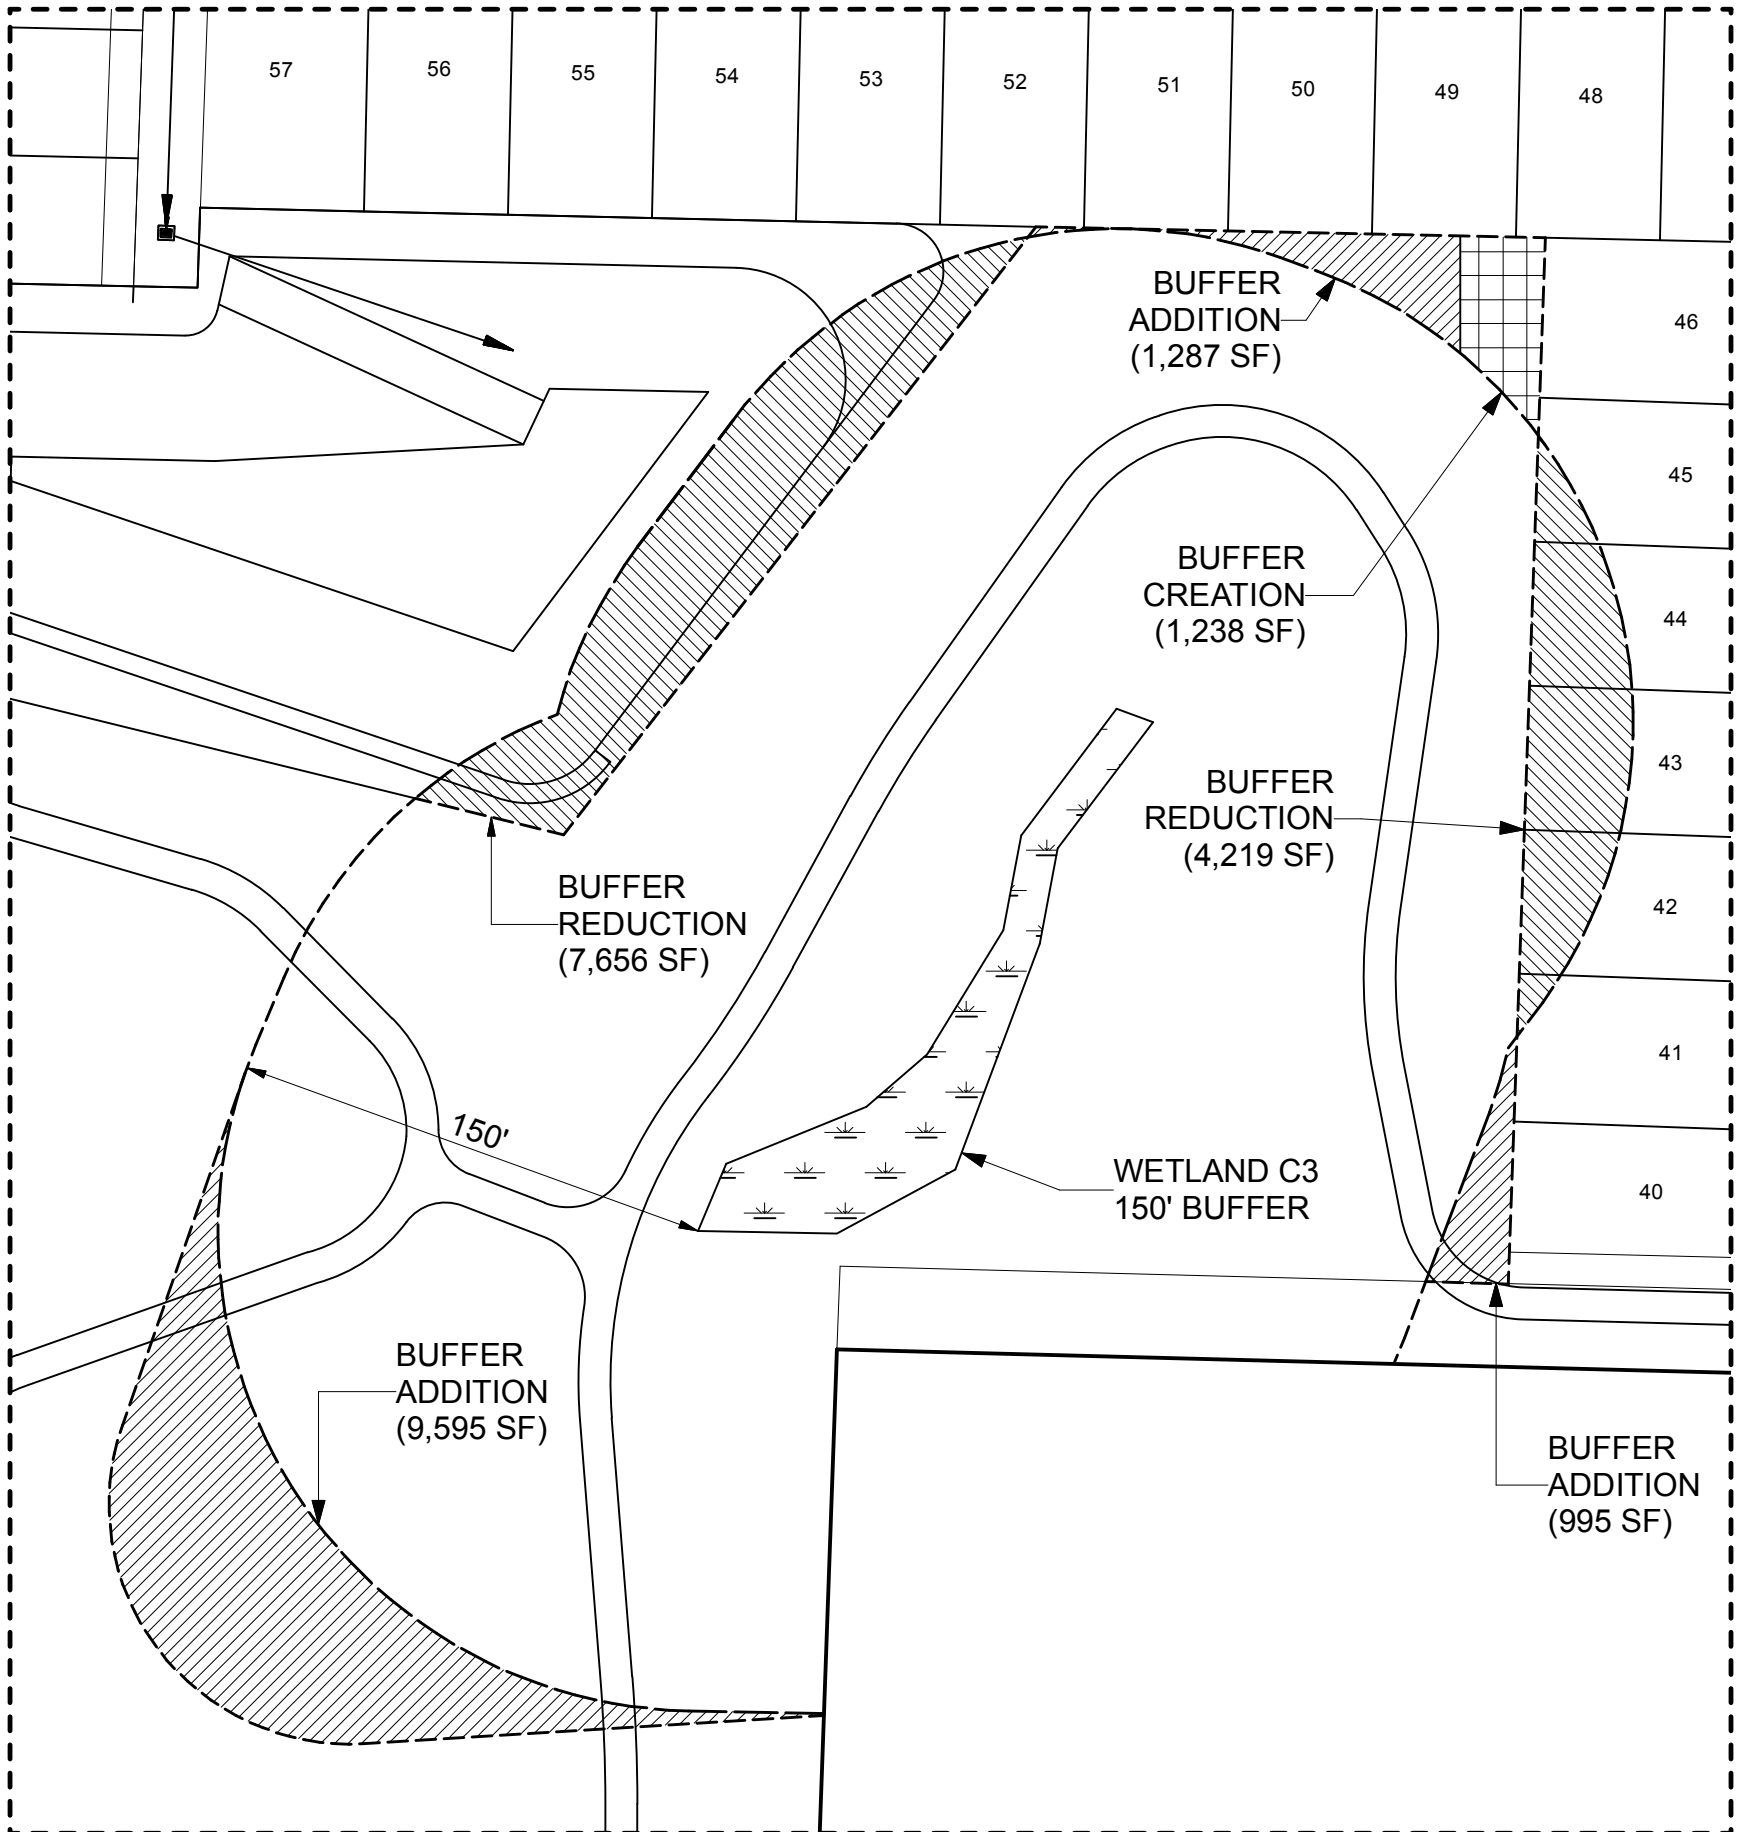 57
56
55
54
53
52
51
50
49
48
BUFFER
ADDITION
(1,287 SF)
46
45
BUFFER
CREATION
(1,238 SF)
44
43
BUFFER
REDUCTION
(4,219 SF)
BUFFER
REDUCTION
(7,656 SF)
42
41
150'
WETLAND C3
150' BUFFER
40
BUFFER
ADDITION
(9,595 SF)
BUFFER
ADDITION
(995 SF)